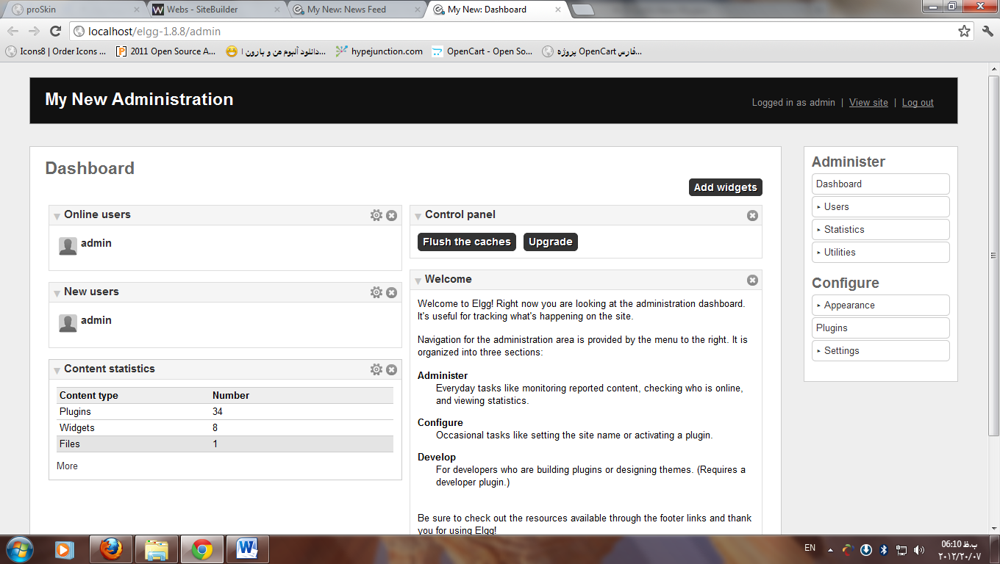 proSkin
Webs - SiteBuilder
My New: News Feed
My New: Dashboard
localhost/elgg-1.8.8/admin
Icons8 | Order Icons ...
2011 Open Source A...
دانلود آلبوم من و بارون ا...
hypejunction.com
OpenCart - Open So...
پروژه OpenCart فارس...
My New Administration
Logged in as admin | View site | Log out
Dashboard
Add widgets
Online users
admin
New users
admin
Content statistics
Content type Number
Plugins 34
Widgets 8
Files 1
More
Control panel
Flush the caches Upgrade
Welcome
Welcome to Elgg! Right now you are looking at the administration dashboard.
It's useful for tracking what's happening on the site.
Navigation for the administration area is provided by the menu to the right. It is
organized into three sections:
Administer
Everyday tasks like monitoring reported content, checking who is online,
and viewing statistics.
Configure
Occasional tasks like setting the site name or activating a plugin.
Develop
For developers who are building plugins or designing themes. (Requires a
developer plugin.)
Be sure to check out the resources available through the footer links and thank
you for using Elgg!
Administer
Dashboard
Users
Statistics
Utilities
Configure
Appearance
Plugins
Settings
EN
06:10 ب.ظ
٢٠١٢/٢٠/٠٧